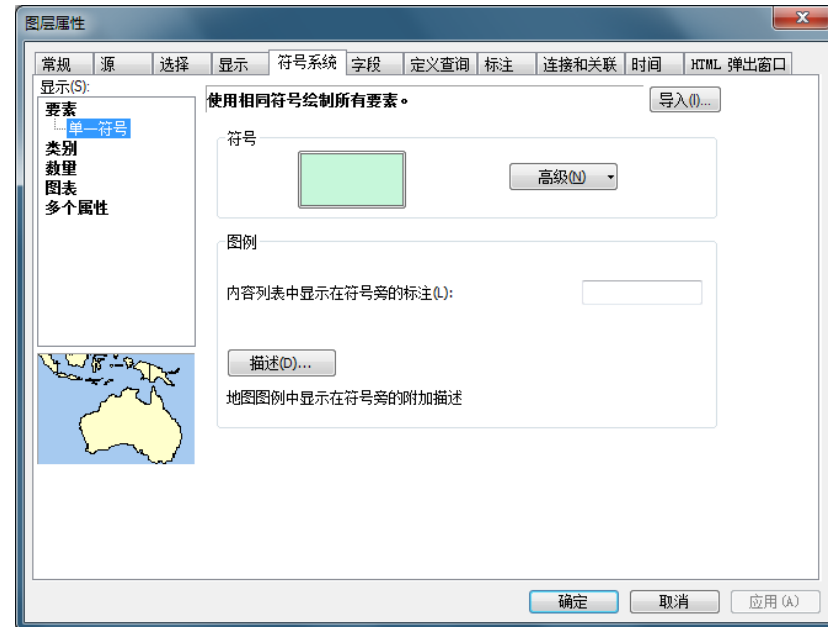 图层属性
常规 源 选择 显示 符号系统 字段 定义查询 标注 连接和关联 时间 HTML 弹出窗口
显示(S):
要素
单一符号
类别
数量
图表
多个属性
使用相同符号绘制所有要素。
导入(I)...
符号
高级(N)
图例
内容列表中显示在符号旁的标注(L):
描述(D)...
地图图例中显示在符号旁的附加描述
确定 取消 应用(A)